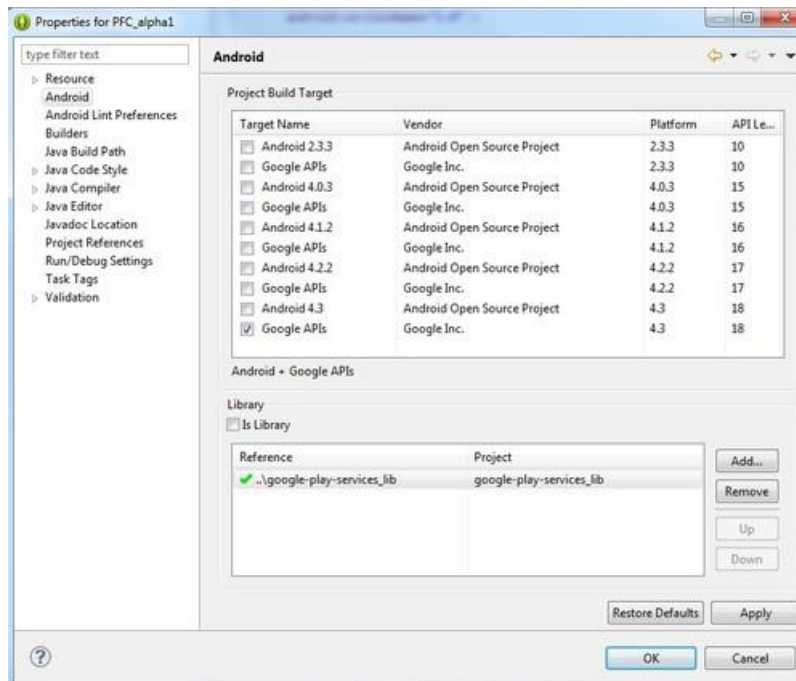 Properties for PFC_alpha1
type filter text
Android
Resource
Android
Android Lint Preferences
Builders
Java Build Path
Java Code Style
Java Compiler
Java Editor
Javadoc Location
Project References
Run/Debug Settings
Task Tags
Validation
Project Build Target
Target Name Vendor Platform API Le...
Android 2.3.3 Android Open Source Project 2.3.3 10
Google APIs Google Inc. 2.3.3 10
Android 4.0.3 Android Open Source Project 4.0.3 15
Google APIs Google Inc. 4.0.3 15
Android 4.1.2 Android Open Source Project 4.1.2 16
Google APIs Google Inc. 4.1.2 16
Android 4.2.2 Android Open Source Project 4.2.2 17
Google APIs Google Inc. 4.2.2 17
Android 4.3 Android Open Source Project 4.3 18
Google APIs Google Inc. 4.3 18
Android + Google APIs
Library
Is Library
Reference Project
..\google-play-services_lib google-play-services_lib
Add...
Remove
Up
Down
Restore Defaults Apply
OK Cancel